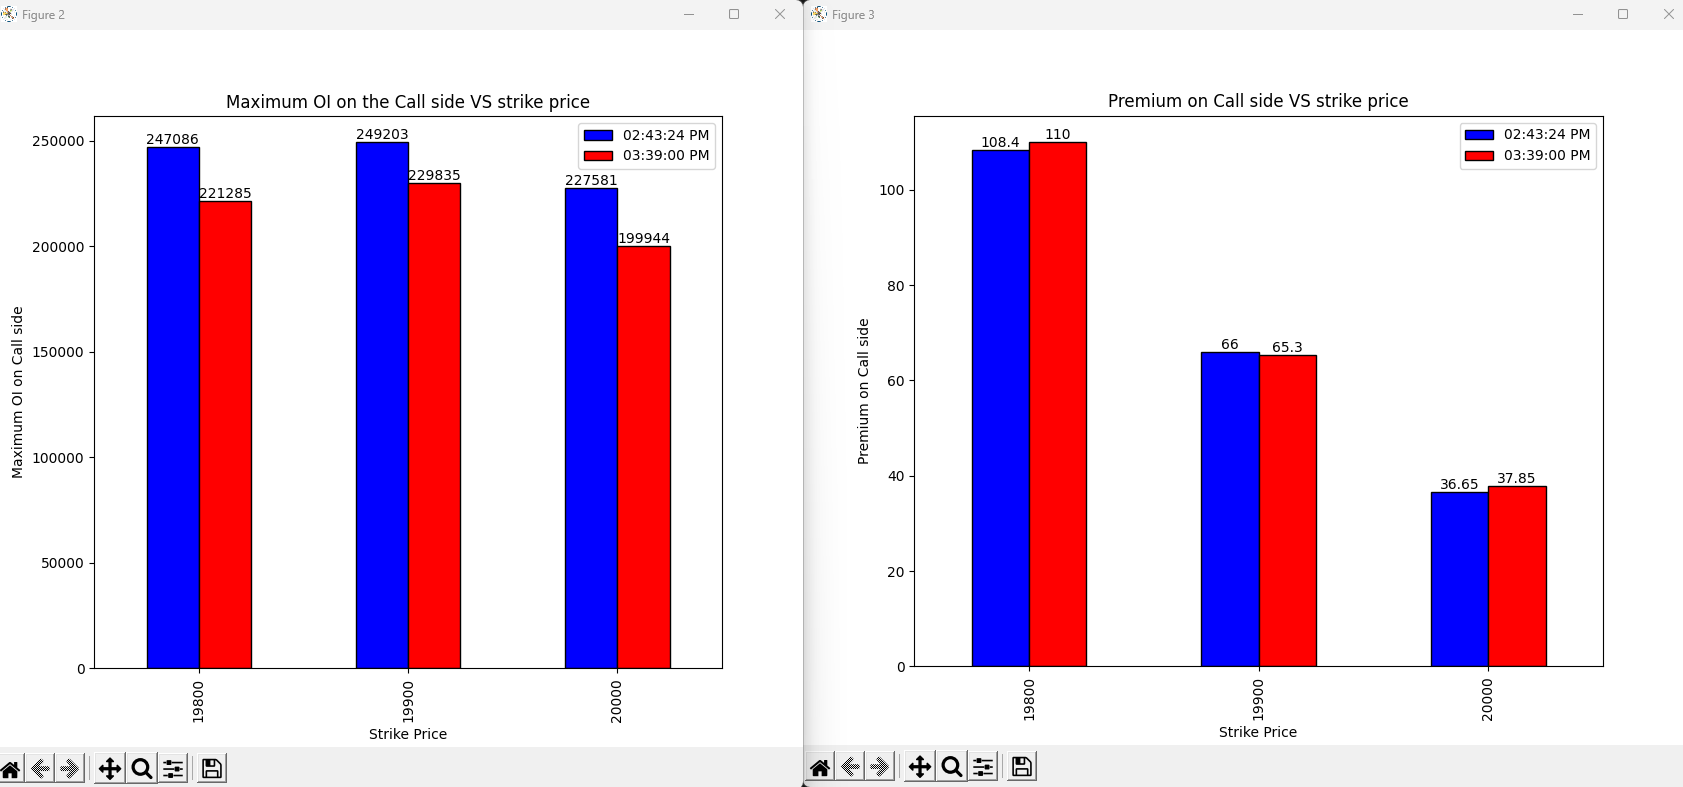 Figure 2
Maximum OI on the Call side VS strike price
02:43:24 PM
03:39:00 PM
247086
221285
249203
229835
227581
199944
250000
200000
150000
100000
50000
0
Maximum OI on Call side
19800
19900
20000
Strike Price
Figure 3
Premium on Call side VS strike price
02:43:24 PM
03:39:00 PM
108.4
110
66
65.3
36.65
37.85
100
80
60
40
20
0
Premium on Call side
19800
19900
20000
Strike Price